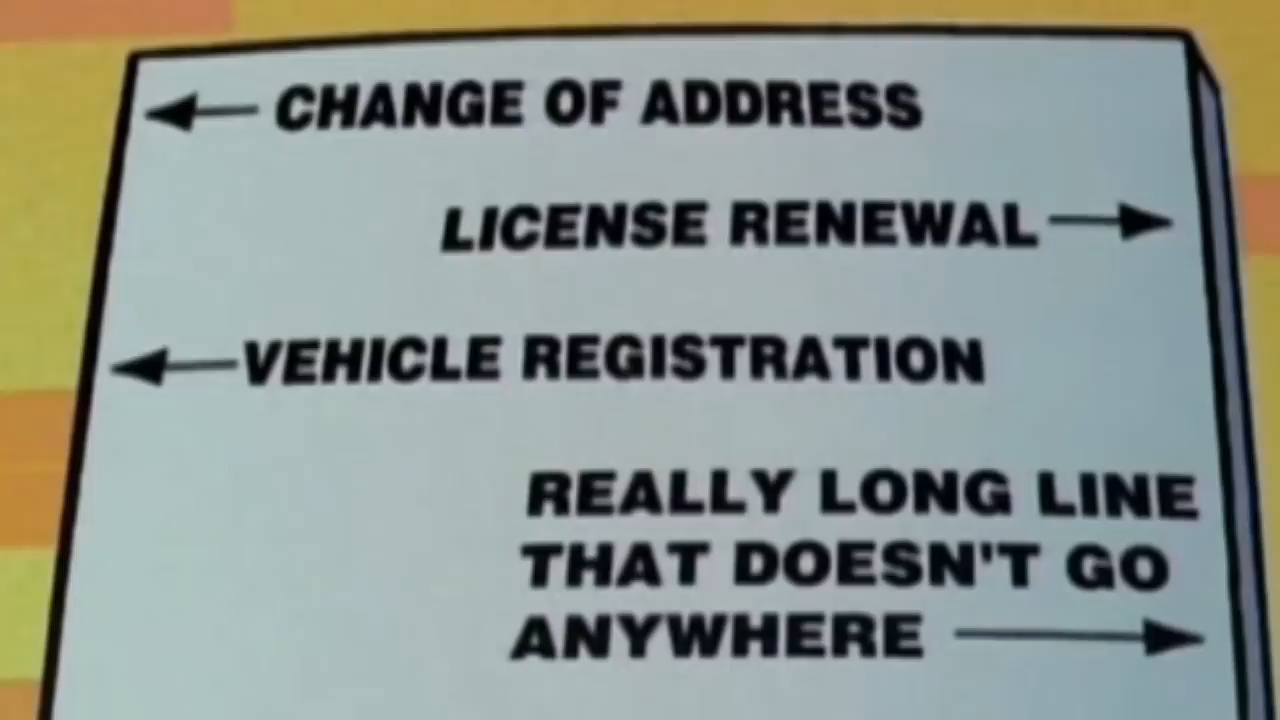 CHANGE OF ADDRESS
LICENSE RENEWAL
VEHICLE REGISTRATION
REALLY LONG LINE
THAT DOESN'T GO
ANYWHERE